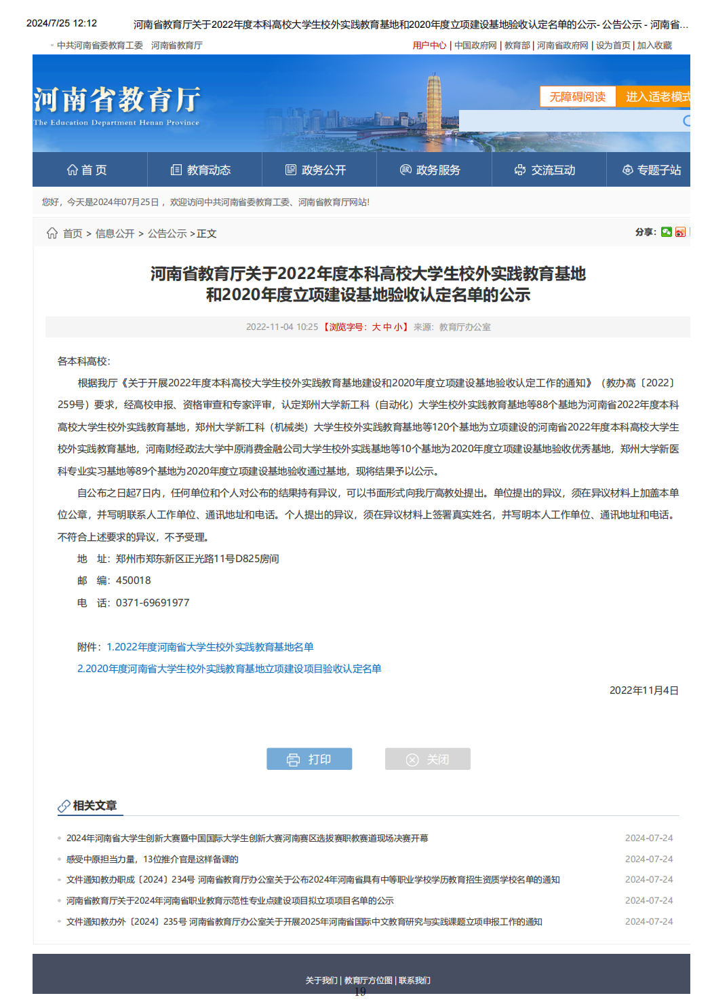 2024/7/25 12:12
河南省教育厅关于2022年度本科高校大学生校外实践教育基地和2020年度立项建设基地验收认定名单的公示- 公告公示 - 河南省…
中共河南省委教育工委 河南省教育厅
用户中心 | 中国政府网 | 教育部 | 河南省政府网 | 设为首页 | 加入收藏
河南省教育厅
The Education Department Henan Province
无障碍阅读 进入适老模式
首 页 教育动态 政务公开 政务服务 交流互动 专题子站
您好，今天是2024年07月25日 ，欢迎访问中共河南省委教育工委、河南省教育厅网站!
首页 > 信息公开 > 公告公示 >正文
分享：
河南省教育厅关于2022年度本科高校大学生校外实践教育基地
和2020年度立项建设基地验收认定名单的公示
2022-11-04 10:25 【浏览字号：大 中 小】 来源：教育厅办公室
各本科高校：
根据我厅《关于开展2022年度本科高校大学生校外实践教育基地建设和2020年度立项建设基地验收认定工作的通知》（教办高〔2022〕
259号）要求，经高校申报、资格审查和专家评审，认定郑州大学新工科（自动化）大学生校外实践教育基地等88个基地为河南省2022年度本科
高校大学生校外实践教育基地，郑州大学新工科（机械类）大学生校外实践教育基地等120个基地为立项建设的河南省2022年度本科高校大学生
校外实践教育基地，河南财经政法大学中原消费金融公司大学生校外实践基地等10个基地为2020年度立项建设基地验收优秀基地，郑州大学新医
科专业实习基地等89个基地为2020年度立项建设基地验收通过基地，现将结果予以公示。
自公布之日起7日内，任何单位和个人对公布的结果持有异议，可以书面形式向我厅高教处提出。单位提出的异议，须在异议材料上加盖本单
位公章，并写明联系人工作单位、通讯地址和电话。个人提出的异议，须在异议材料上签署真实姓名，并写明本人工作单位、通讯地址和电话。
不符合上述要求的异议，不予受理。
地 址：郑州市郑东新区正光路11号D825房间
邮 编：450018
电 话：0371-69691977
附件：1.2022年度河南省大学生校外实践教育基地名单
2.2020年度河南省大学生校外实践教育基地立项建设项目验收认定名单
2022年11月4日
打印 关闭
相关文章
2024年河南省大学生创新大赛暨中国国际大学生创新大赛河南赛区选拔赛职教赛道现场决赛开幕 2024-07-24
感受中原担当力量，13位推介官是这样备课的 2024-07-24
文件通知教办职成〔2024〕234号 河南省教育厅办公室关于公布2024年河南省具有中等职业学校学历教育招生资质学校名单的通知 2024-07-24
河南省教育厅关于2024年河南省职业教育示范性专业点建设项目拟立项项目名单的公示 2024-07-24
文件通知教办外〔2024〕235号 河南省教育厅办公室关于开展2025年河南省国际中文教育研究与实践课题立项申报工作的通知 2024-07-24
关于我们 | 教育厅方位图 | 联系我们
19